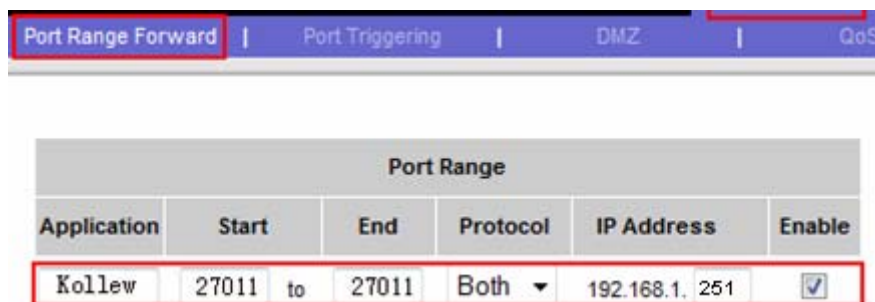 Port Range Forward | Port Triggering | DMZ | QoS
Port Range
Application Start End Protocol IP Address Enable
Kollew 27011 to 27011 Both 192.168.1. 251